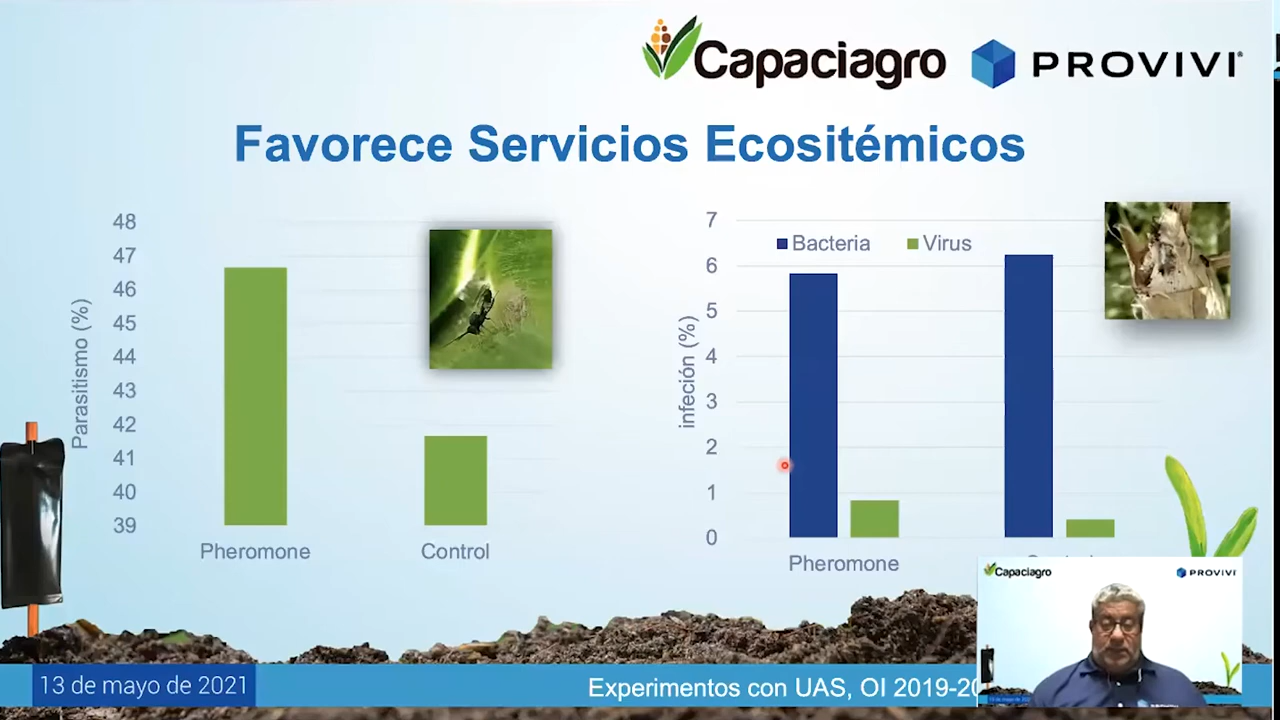 Capaciagro PROVIVI
Favorece Servicios Ecositémicos
48
47
46
45
44
43
42
41
40
39
Parasitismo (%)
Pheromone Control
7
6
5
4
3
2
1
0
infeción (%)
Bacteria Virus
Pheromone
13 de mayo de 2021
Experimentos con UAS, OI 2019-20
Capaciagro PROVIVI